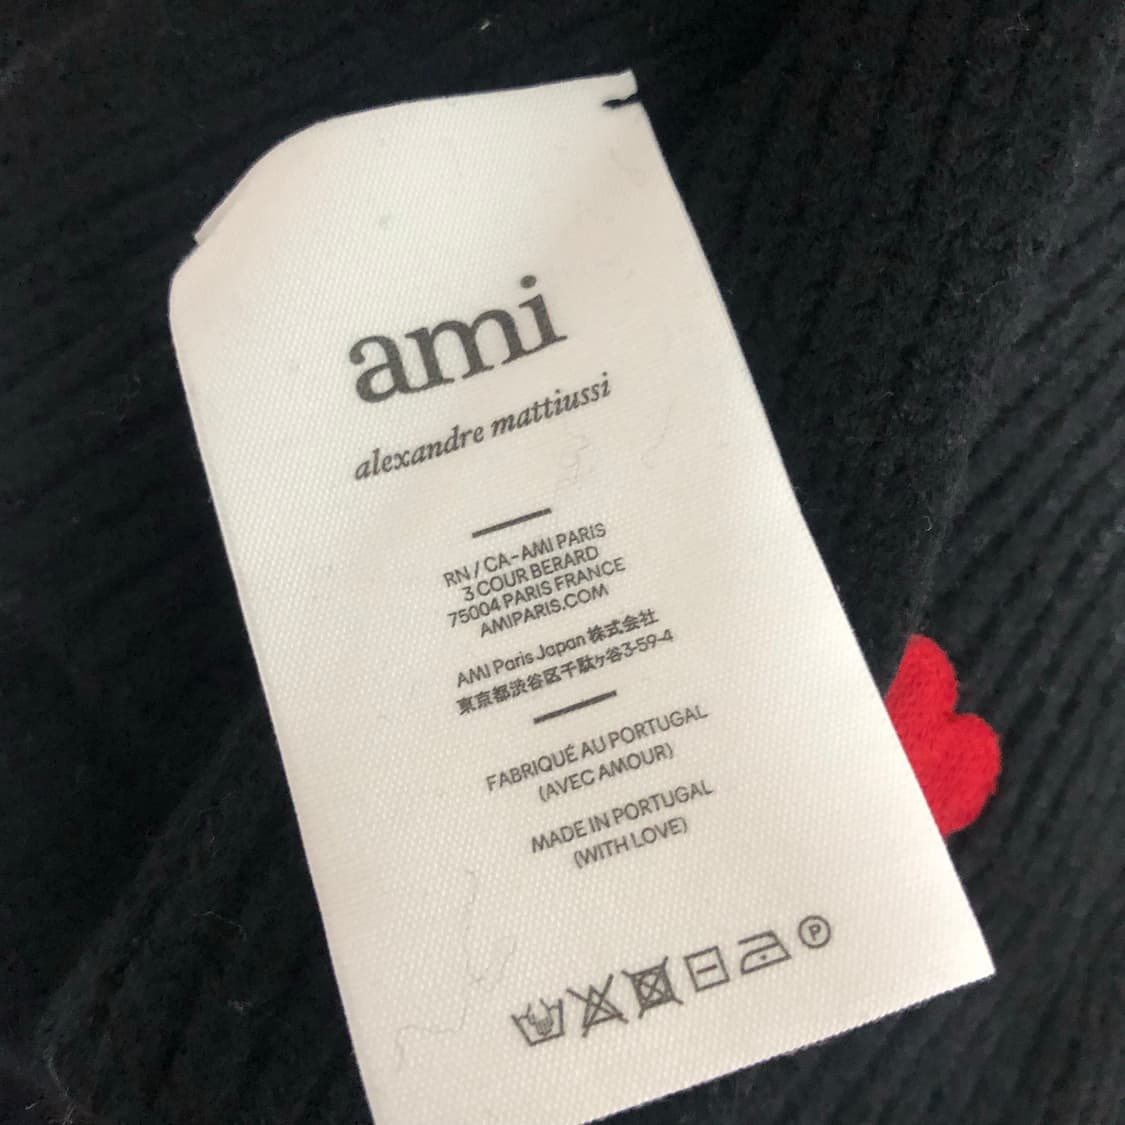 ami
alexandre mattiussi
RN / CA-AMI PARIS
3 COUR BERARD
75004 PARIS FRANCE
AMIPARIS.COM
AMI Paris Japan 株式会社
東京都渋谷区千駄ヶ谷3-59-4
FABRIQUÉ AU PORTUGAL
(AVEC AMOUR)
MADE IN PORTUGAL
(WITH LOVE)
P